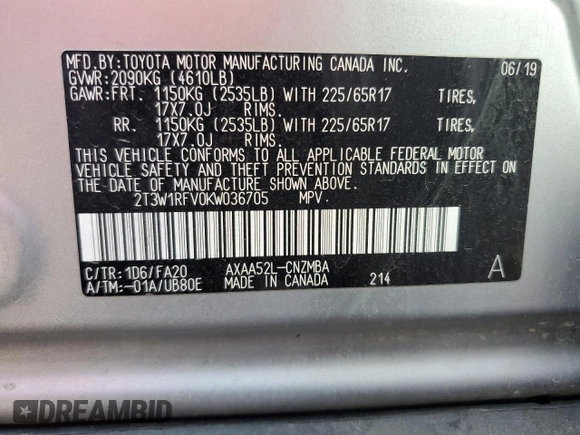 MFD.BY:TOYOTA MOTOR MANUFACTURING CANADA INC. 06/19
GVWR:2090KG (4610LB)
GAWR:FRT. 1150KG (2535LB) WITH 225/65R17 TIRES,
17X7.0J RIMS.
RR. 1150KG (2535LB) WITH 225/65R17 TIRES,
17X7.0J RIMS.
THIS VEHICLE CONFORMS TO ALL APPLICABLE FEDERAL MOTOR
VEHICLE SAFETY AND THEFT PREVENTION STANDARDS IN EFFECT ON
THE DATE OF MANUFACTURE SHOWN ABOVE.
2T3W1RFV0KW036705 MPV.
C/TR:1D6/FA20 AXAA52L-CNZMBA A
A/TM:-01A/UB80E MADE IN CANADA 214
DREAMBID